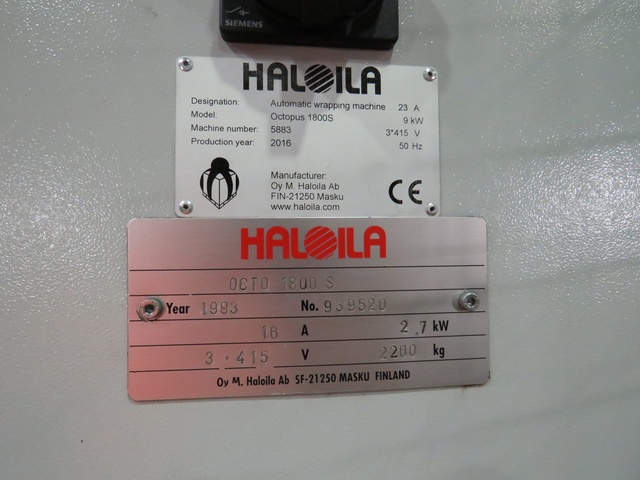 SIEMENS
HALOILA
Designation: Automatic wrapping machine 23 A
Model: Octopus 1800S 9 kW
Machine number: 5883 3*415 V
Production year: 2016 50 Hz
Manufacturer:
Oy M. Haloila Ab
FIN-21250 Masku
www.haloila.com
CE
HALOILA
OCTO 1800 S
Year 1993 No. 939520
16 A 2.7 kW
3.415 V 2200 kg
Oy M. Haloila Ab SF-21250 MASKU FINLAND